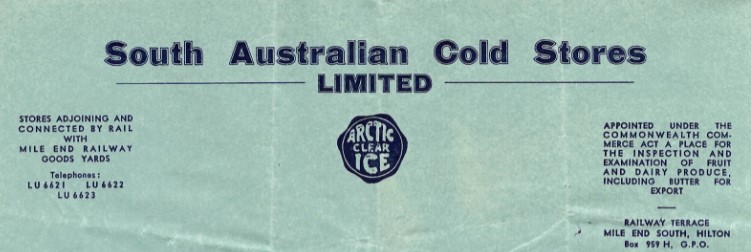 South Australian Cold Stores
LIMITED
STORES ADJOINING AND
CONNECTED BY RAIL
WITH
MILE END RAILWAY
GOODS YARDS
Telephones:
LU 6621 LU 6622
LU 6623
ARCTIC
CLEAR
ICE
APPOINTED UNDER THE
COMMONWEALTH COM-
MERCE ACT A PLACE FOR
THE INSPECTION AND
EXAMINATION OF FRUIT
AND DAIRY PRODUCE,
INCLUDING BUTTER FOR
EXPORT
RAILWAY TERRACE
MILE END SOUTH, HILTON
Box 959 H, G.P.O.